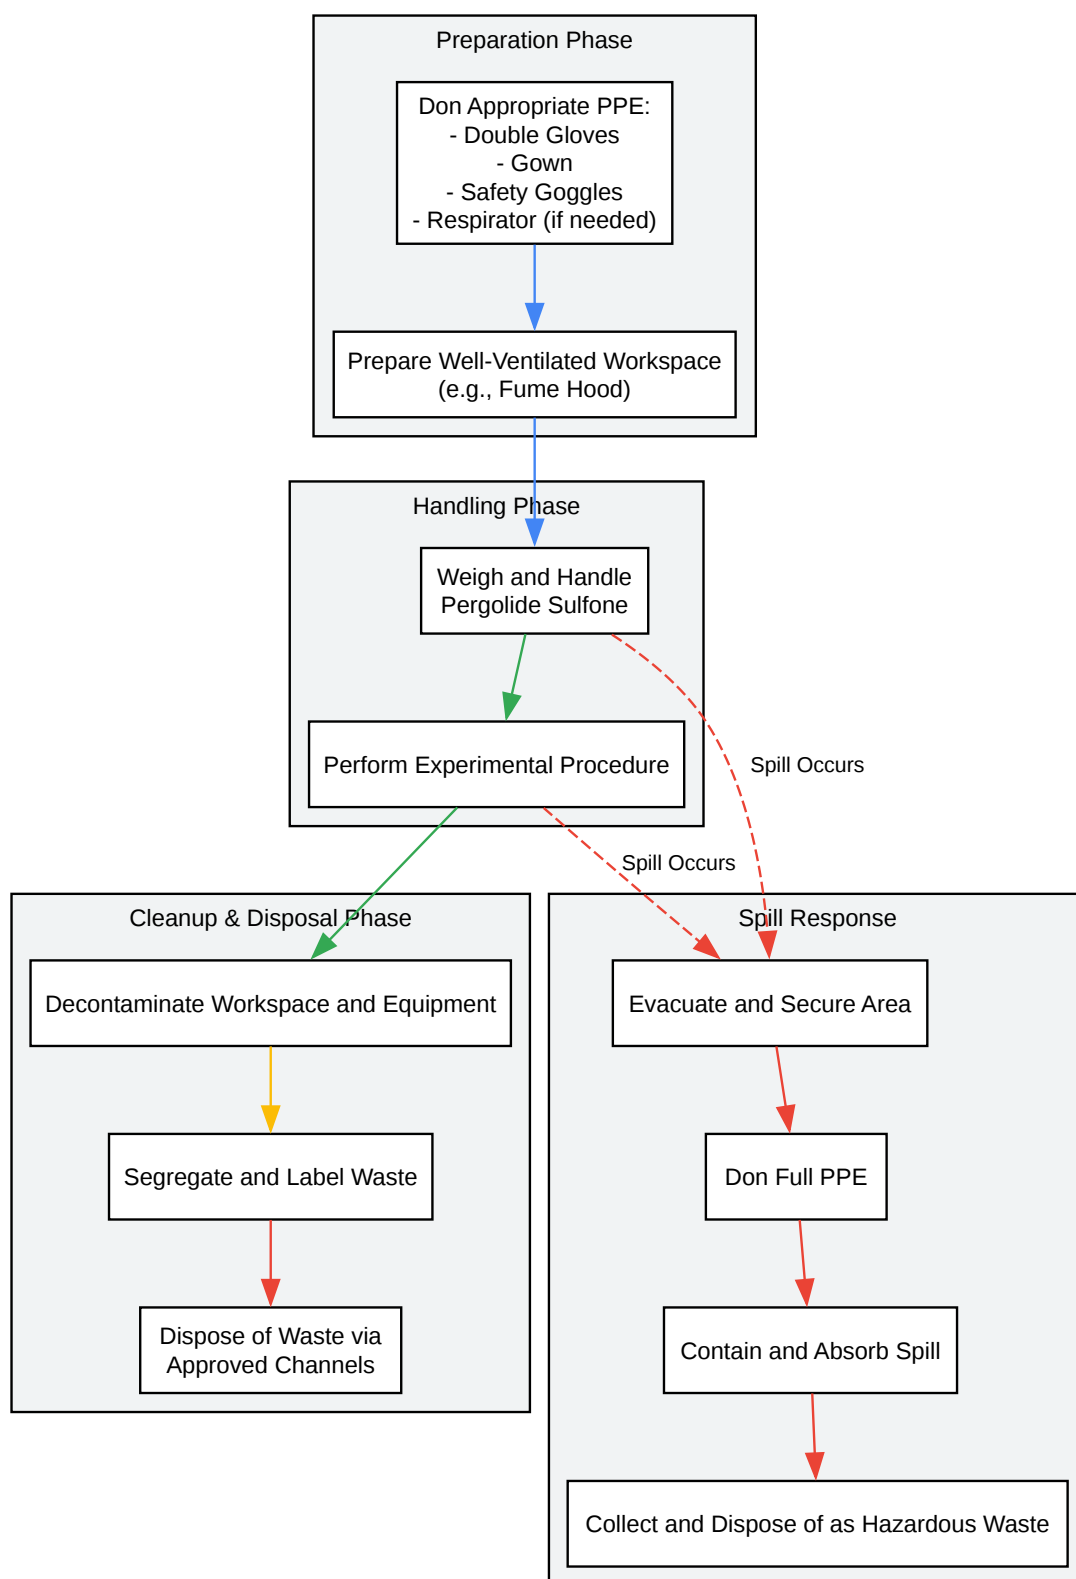 Preparation Phase
Don Appropriate PPE:
- Double Gloves
- Gown
- Safety Goggles
- Respirator (if needed)
Prepare Well-Ventilated Workspace
(e.g., Fume Hood)
Handling Phase
Weigh and Handle
Pergolide Sulfone
Perform Experimental Procedure
Spill Occurs
Spill Occurs
Cleanup & Disposal Phase
Decontaminate Workspace and Equipment
Segregate and Label Waste
Dispose of Waste via
Approved Channels
Spill Response
Evacuate and Secure Area
Don Full PPE
Contain and Absorb Spill
Collect and Dispose of as Hazardous Waste